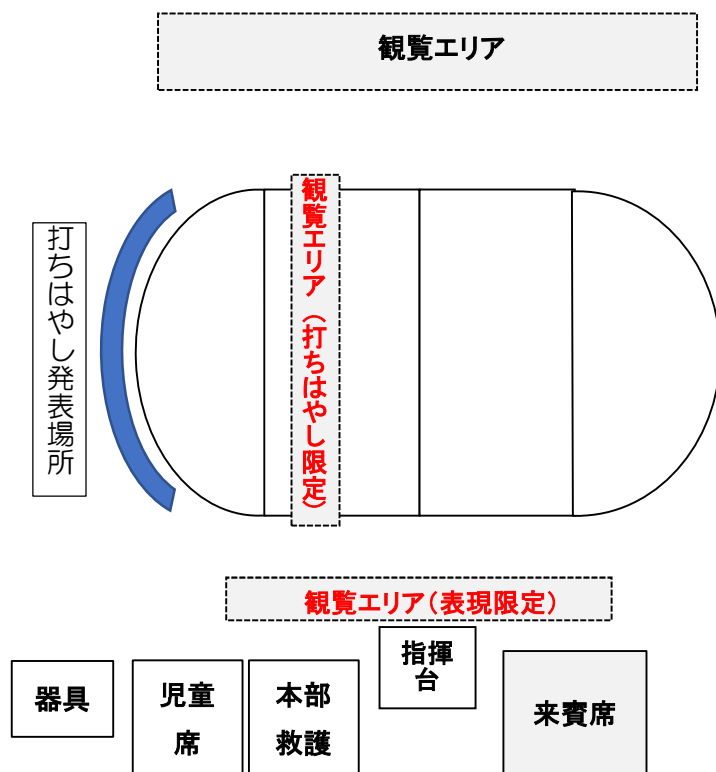 観覧エリア
打ちはやし発表場所
観覧エリア（打ちはやし限定）
観覧エリア（表現限定）
指揮
台
器具
児童
席
本部
救護
来賓席